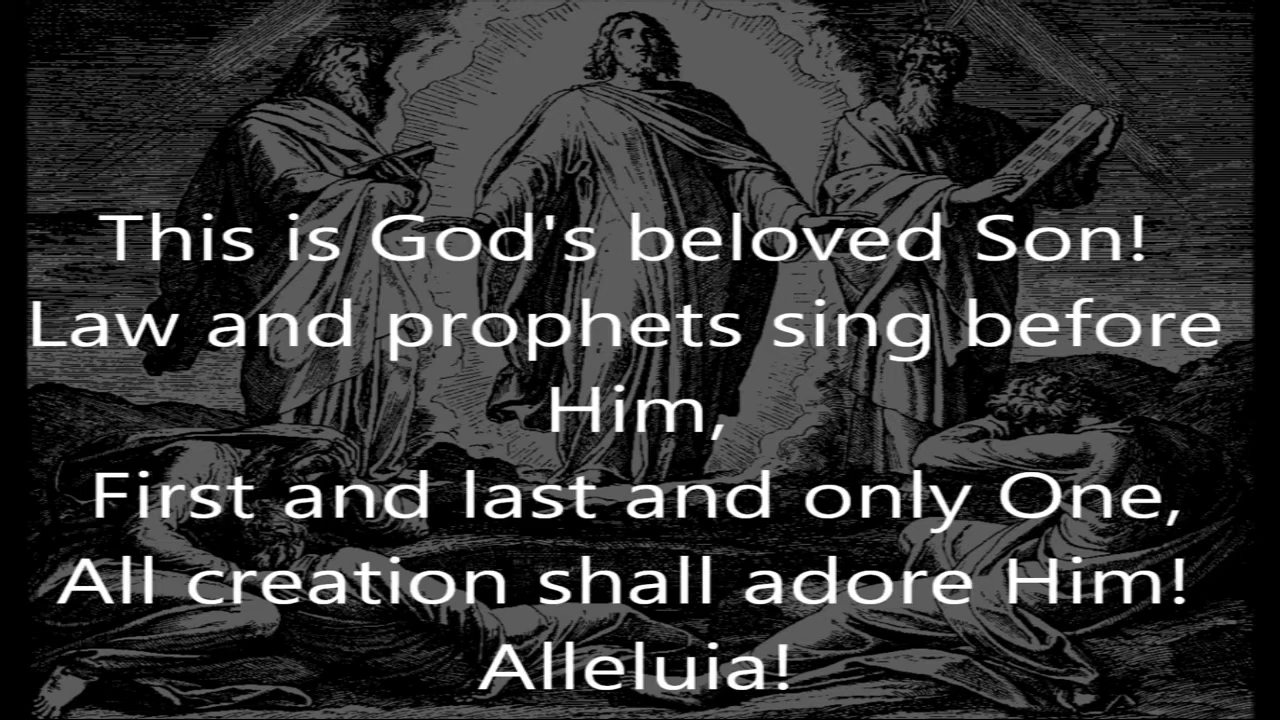 This is God's beloved Son!
Law and prophets sing before
Him,
First and last and only One,
All creation shall adore Him!
Alleluia!